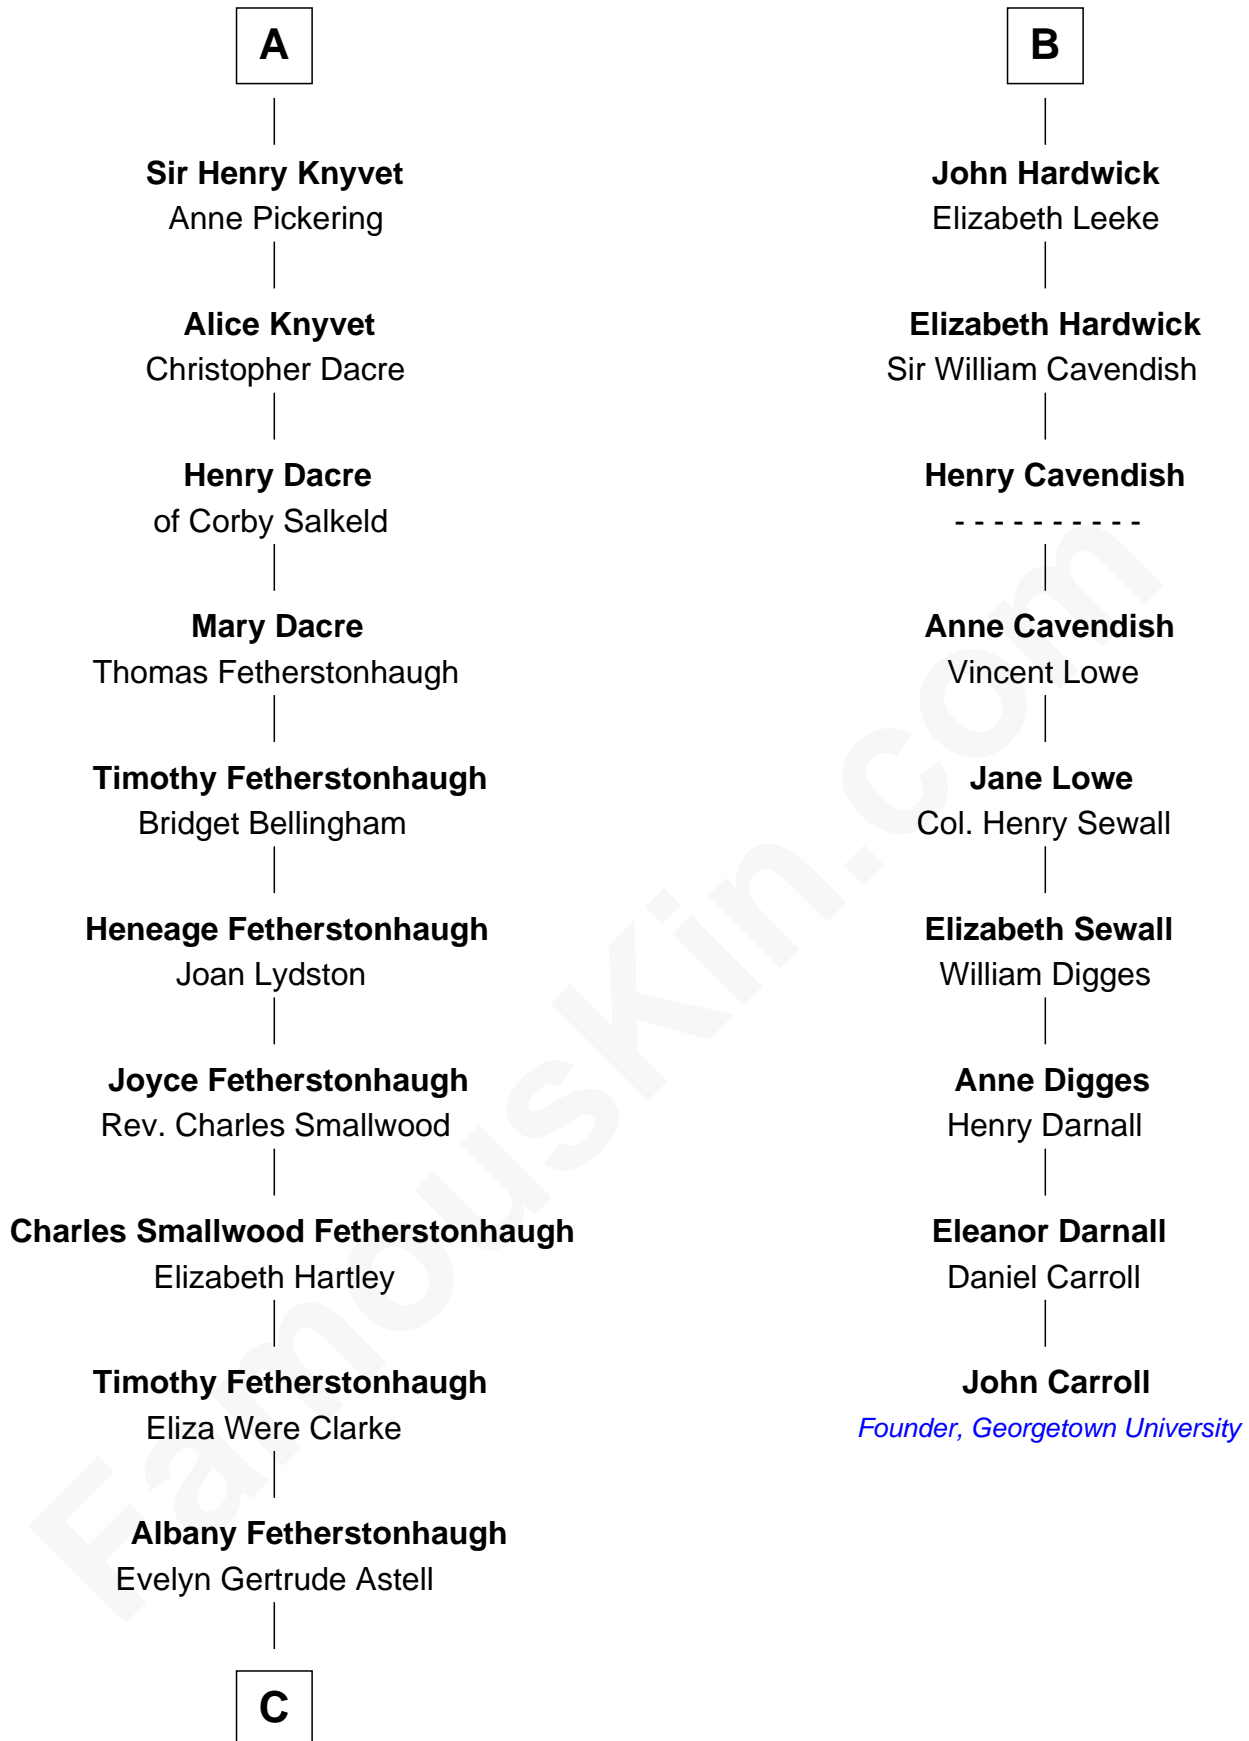 A
Sir Henry Knyvet
Anne Pickering
Alice Knyvet
Christopher Dacre
Henry Dacre
of Corby Salkeld
Mary Dacre
Thomas Fetherstonhaugh
Timothy Fetherstonhaugh
Bridget Bellingham
Heneage Fetherstonhaugh
Joan Lydston
Joyce Fetherstonhaugh
Rev. Charles Smallwood
Charles Smallwood Fetherstonhaugh
Elizabeth Hartley
Timothy Fetherstonhaugh
Eliza Were Clarke
Albany Fetherstonhaugh
Evelyn Gertrude Astell
C
B
John Hardwick
Elizabeth Leeke
Elizabeth Hardwick
Sir William Cavendish
Henry Cavendish
- - - - - - - - - -
Anne Cavendish
Vincent Lowe
Jane Lowe
Col. Henry Sewall
Elizabeth Sewall
William Digges
Anne Digges
Henry Darnall
Eleanor Darnall
Daniel Carroll
John Carroll
Founder, Georgetown University
FamousKin.com